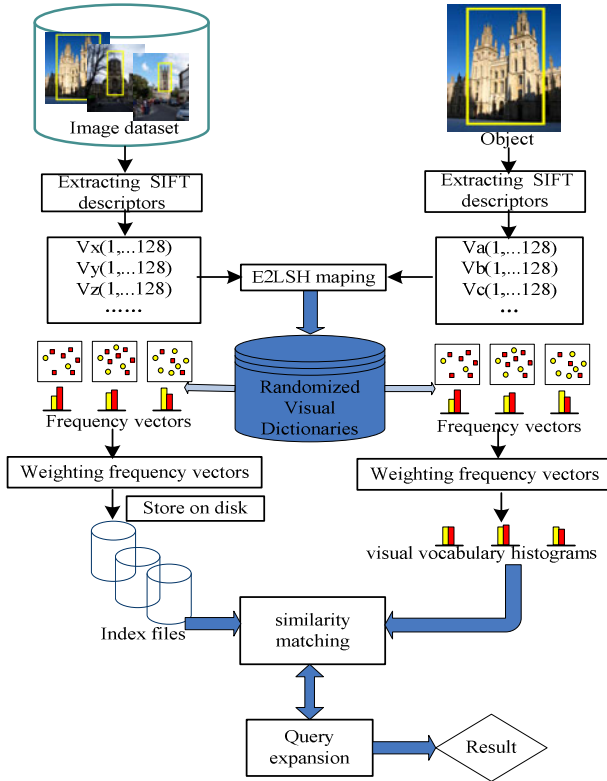 Image dataset
Object
Extracting SIFT
descriptors
Extracting SIFT
descriptors
Vx(1,...128)
Vy(1,...128)
Vz(1,...128)
......
E2LSH maping
Va(1,...128)
Vb(1,...128)
Vc(1,...128)
...
Randomized
Visual
Dictionaries
Frequency vectors
Frequency vectors
Weighting frequency vectors
Weighting frequency vectors
Store on disk
visual vocabulary histograms
Index files
similarity
matching
Query
expansion
Result